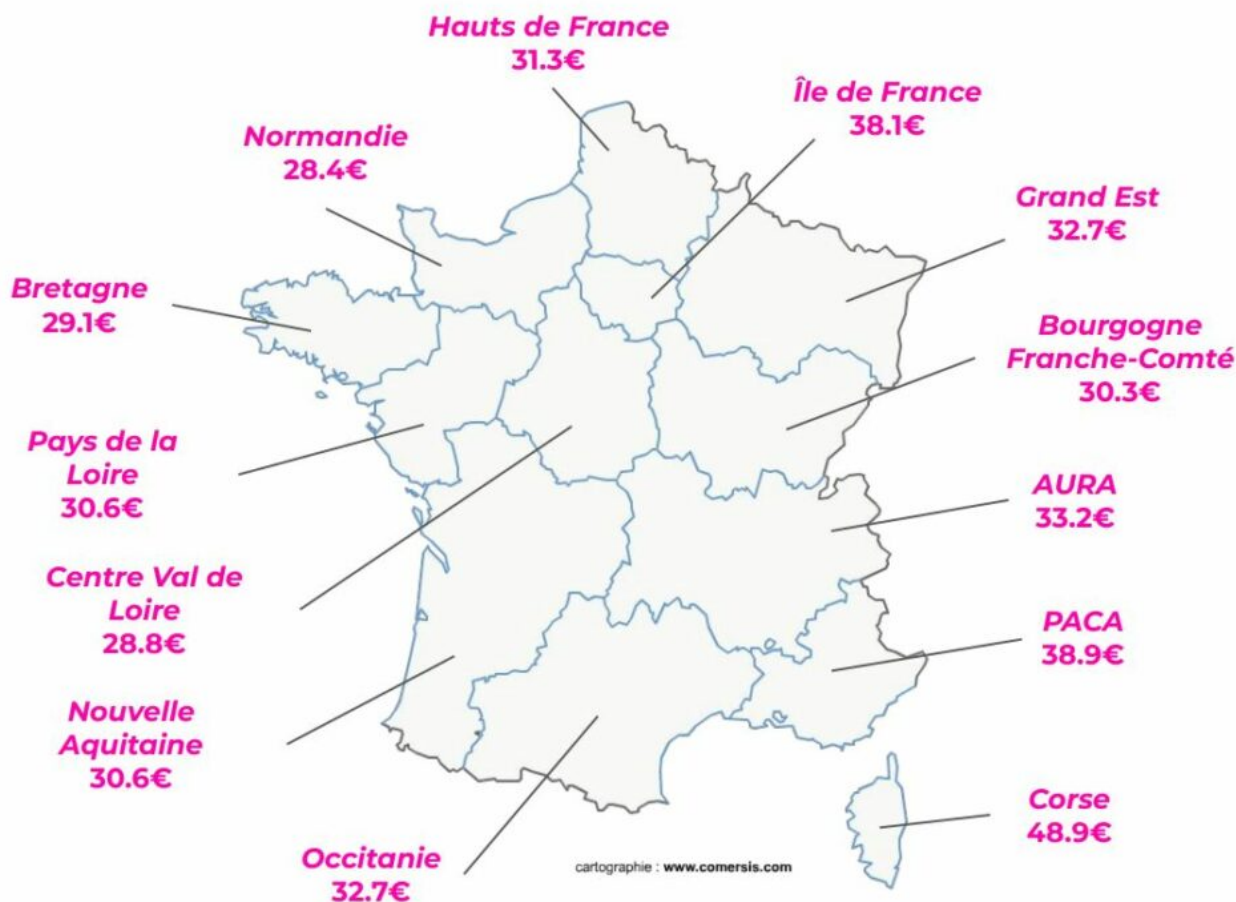 Hauts de France
31.3€
Île de France
38.1€
Normandie
28.4€
Grand Est
32.7€
Bretagne
29.1€
Bourgogne
Franche-Comté
30.3€
Pays de la
Loire
30.6€
AURA
33.2€
Centre Val de
Loire
28.8€
PACA
38.9€
Nouvelle
Aquitaine
30.6€
Corse
48.9€
Occitanie
32.7€
cartographie : www.comersis.com